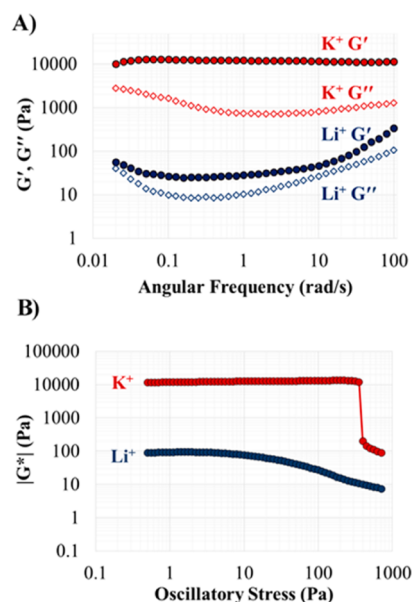 A)
K⁺ G′
10000
K⁺ G″
1000
Li⁺ G′
100
Li⁺ G″
10
1
G′, G″ (Pa)
0.01 0.1 1 10 100
Angular Frequency (rad/s)
B)
100000
K⁺
10000
1000
Li⁺
100
10
1
0.1
|G*| (Pa)
0.1 1 10 100 1000
Oscillatory Stress (Pa)